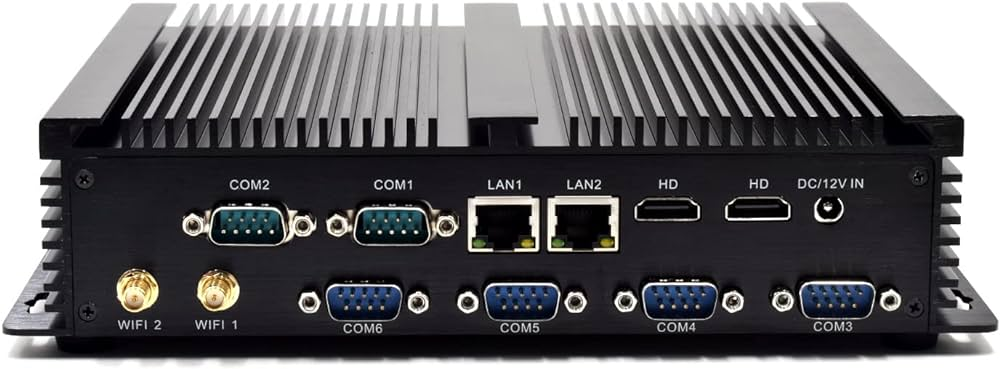 COM2
COM1
LAN1
LAN2
HD
HD
DC/12V IN
WIFI 2
WIFI 1
COM6
COM5
COM4
COM3